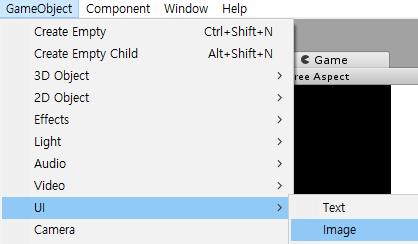 GameObject Component Window Help
Create Empty Ctrl+Shift+N
Create Empty Child Alt+Shift+N
3D Object
2D Object
Effects
Light
Audio
Video
UI
Camera
Game
ree Aspect
Text
Image